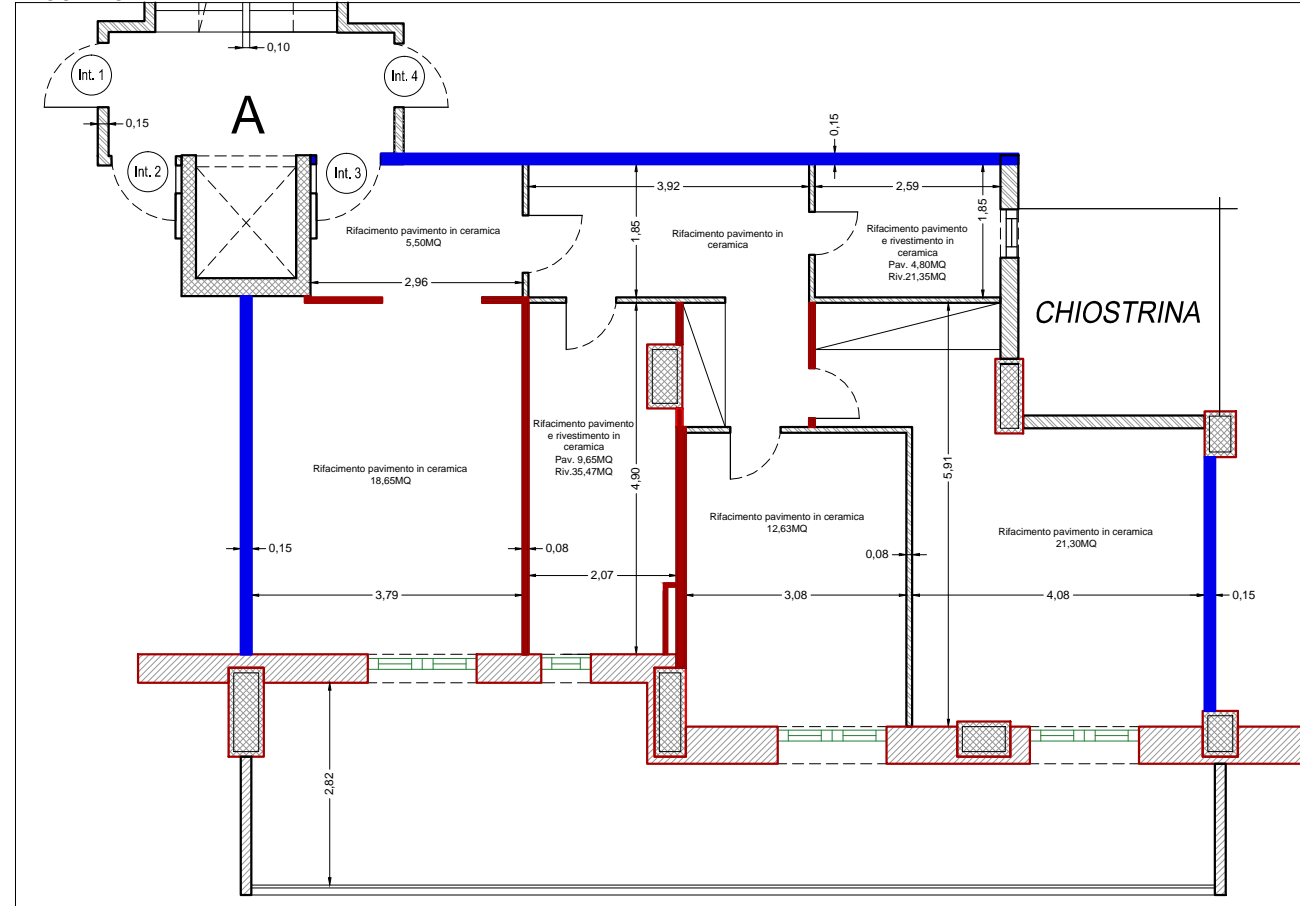 0,10
Int. 1
Int. 4
A
0,15
0,15
Int. 2
Int. 3
3,92
2,59
1,85
1,85
Rifacimento pavimento in ceramica
5,50MQ
Rifacimento pavimento in
ceramica
Rifacimento pavimento
e rivestimento in
ceramica
Pav. 4,80MQ
Riv.21,35MQ
2,96
CHIOSTRINA
Rifacimento pavimento
e rivestimento in
ceramica
Pav. 9,65MQ
Riv.35,47MQ
4,90
5,91
Rifacimento pavimento in ceramica
18,65MQ
Rifacimento pavimento in ceramica
12,63MQ
Rifacimento pavimento in ceramica
21,30MQ
0,15
0,08
0,08
2,07
3,79
3,08
4,08
0,15
2,82